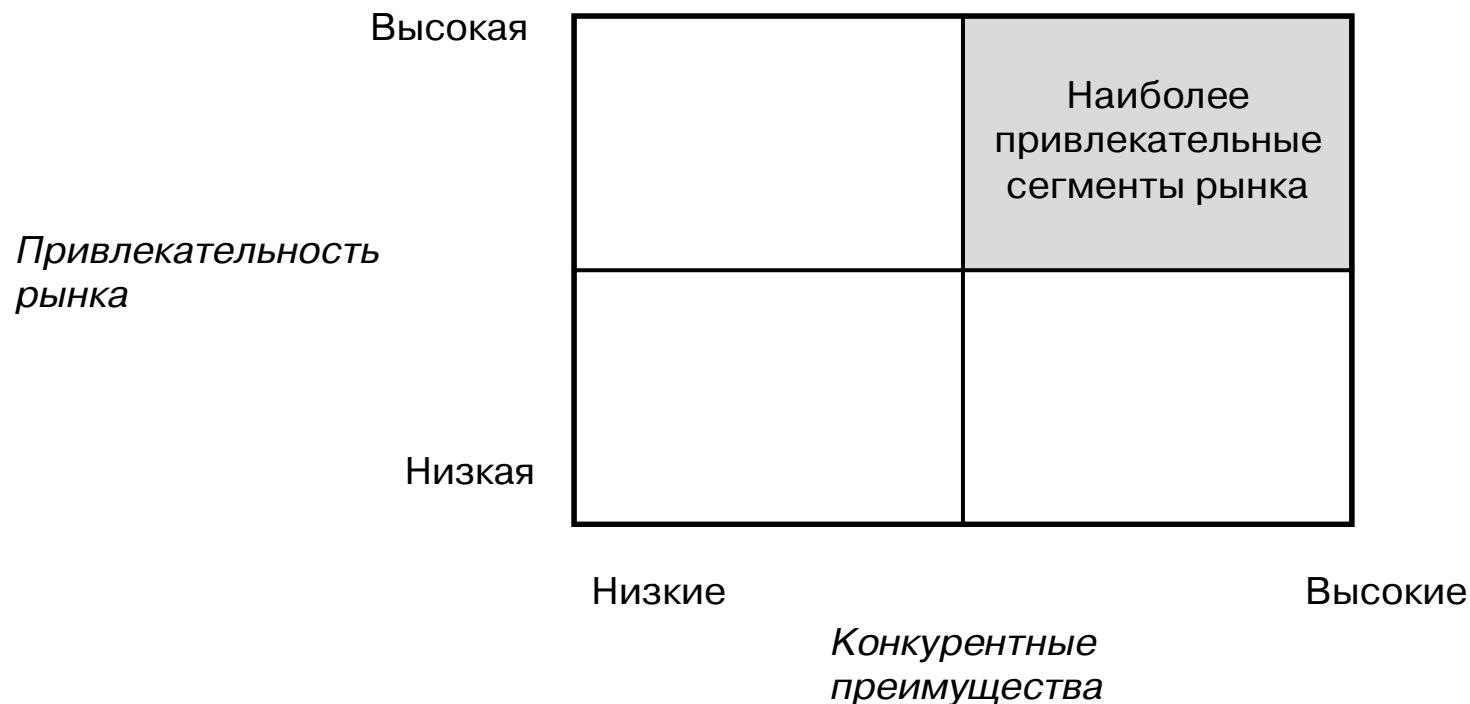 Высокая
Наиболее
привлекательные
сегменты рынка
Привлекательность
рынка
Низкая
Низкие
Высокие
Конкурентные
преимущества